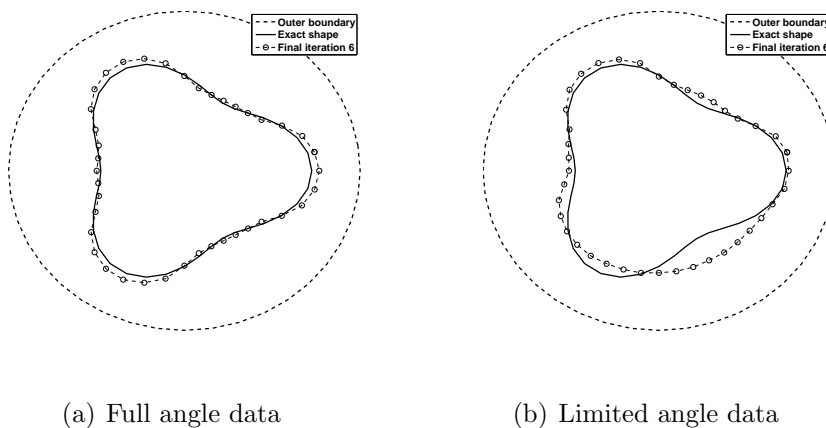 Outer boundary
Exact shape
Final iteration 6
Outer boundary
Exact shape
Final iteration 6
(a) Full angle data
(b) Limited angle data